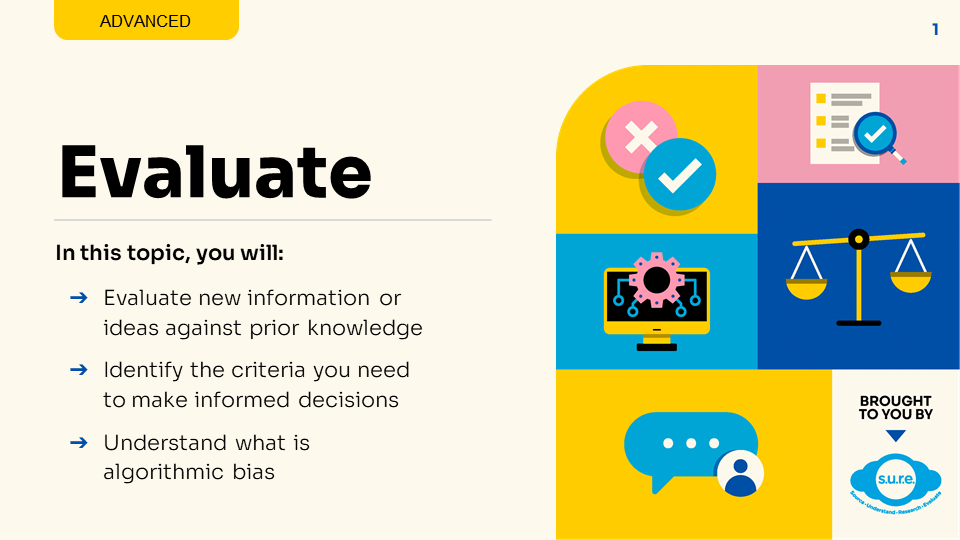 ADVANCED
1
Evaluate
In this topic, you will:
➔ Evaluate new information or
ideas against prior knowledge
➔ Identify the criteria you need
to make informed decisions
➔ Understand what is
algorithmic bias
BROUGHT
TO YOU BY
s.u.r.e.
Source·Understand·Research·Evaluate